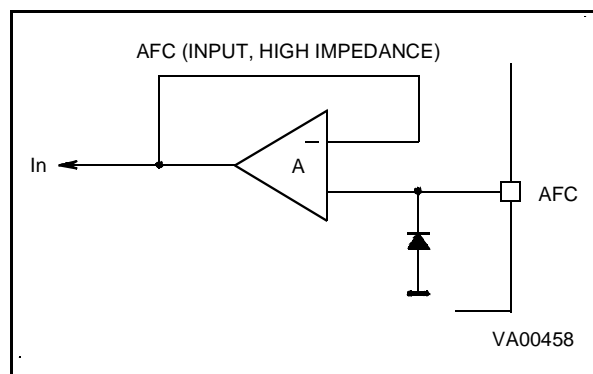 AFC (INPUT, HIGH IMPEDANCE)
In
A
AFC
VA00458